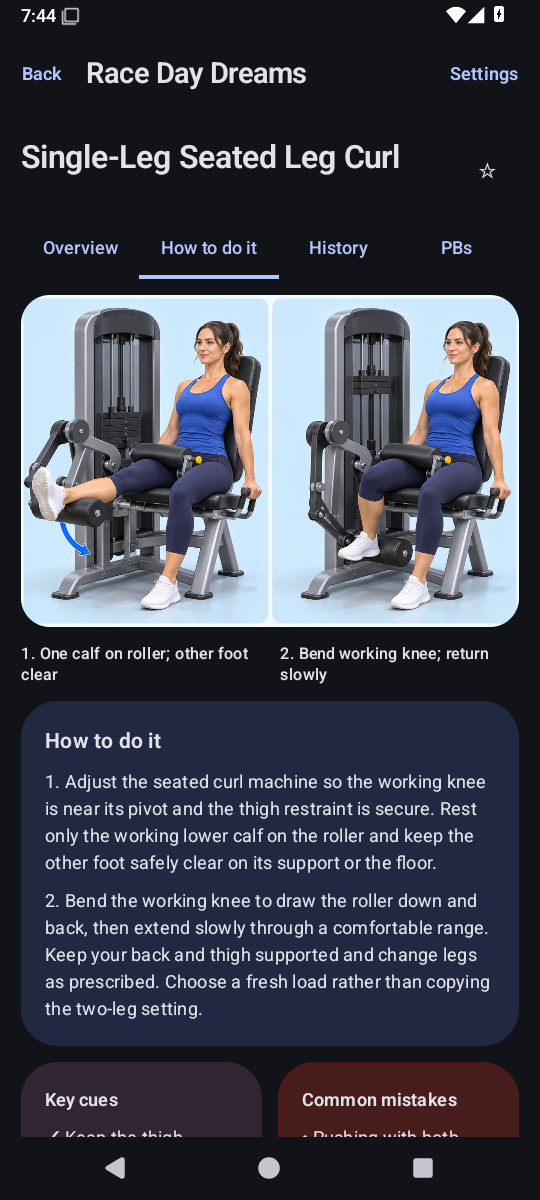 7:44
Back Race Day Dreams Settings
Single-Leg Seated Leg Curl
Overview How to do it History PBs
1. One calf on roller; other foot clear
2. Bend working knee; return slowly
How to do it
1. Adjust the seated curl machine so the working knee
is near its pivot and the thigh restraint is secure. Rest
only the working lower calf on the roller and keep the
other foot safely clear on its support or the floor.
2. Bend the working knee to draw the roller down and
back, then extend slowly through a comfortable range.
Keep your back and thigh supported and change legs
as prescribed. Choose a fresh load rather than copying
the two-leg setting.
Key cues
✓ Keep the thigh
Common mistakes
• Pushing with both